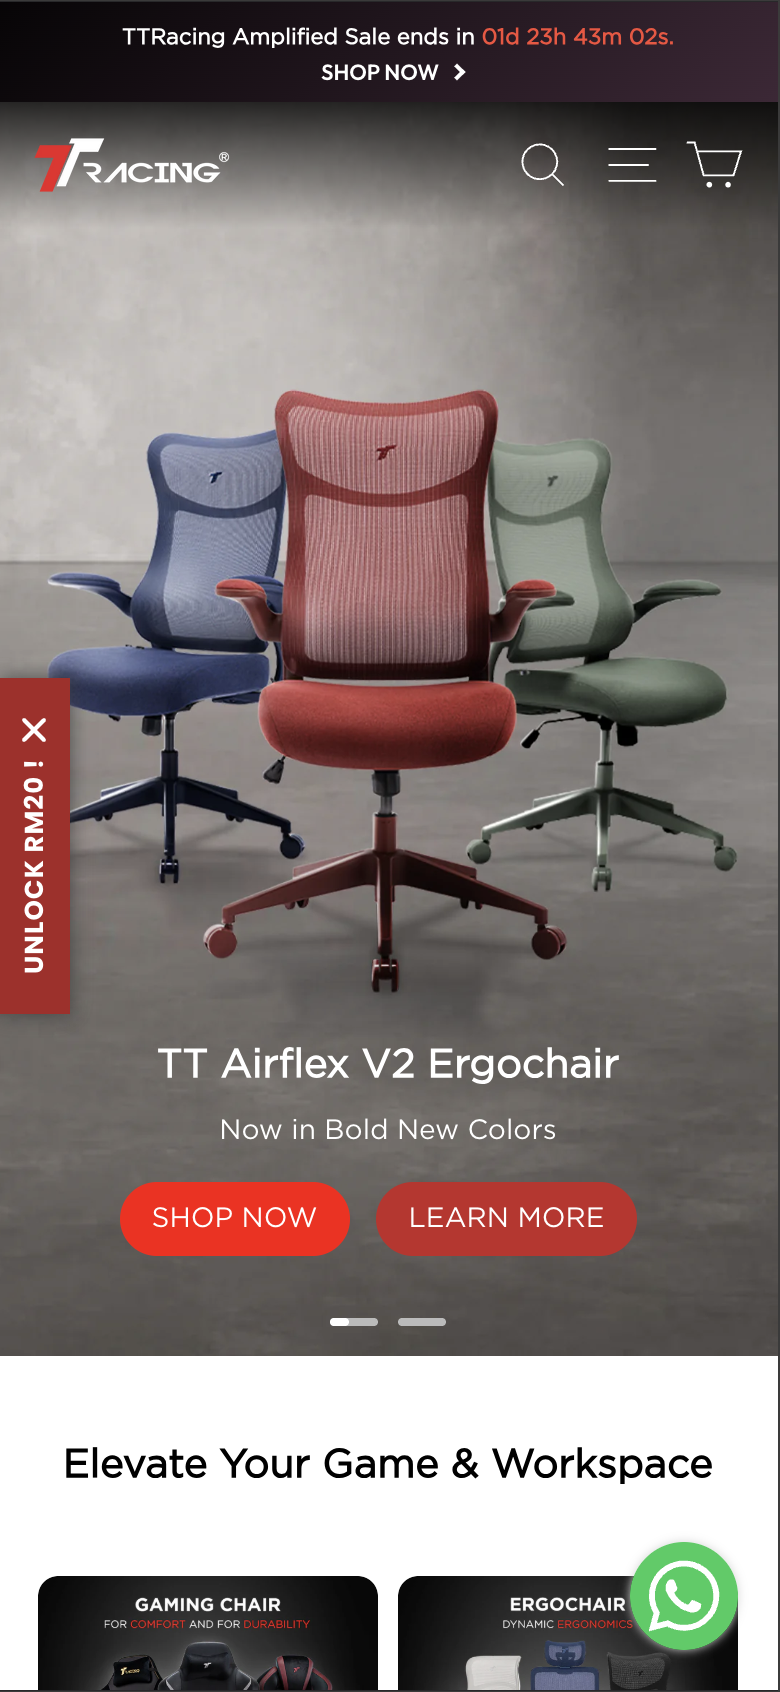 TTRacing Amplified Sale ends in 01d 23h 43m 02s.
SHOP NOW
TTRACING®
UNLOCK RM20 !
TT Airflex V2 Ergochair
Now in Bold New Colors
SHOP NOW
LEARN MORE
Elevate Your Game & Workspace
GAMING CHAIR
FOR COMFORT AND FOR DURABILITY
ERGOCHAIR
DYNAMIC ERGONOMICS